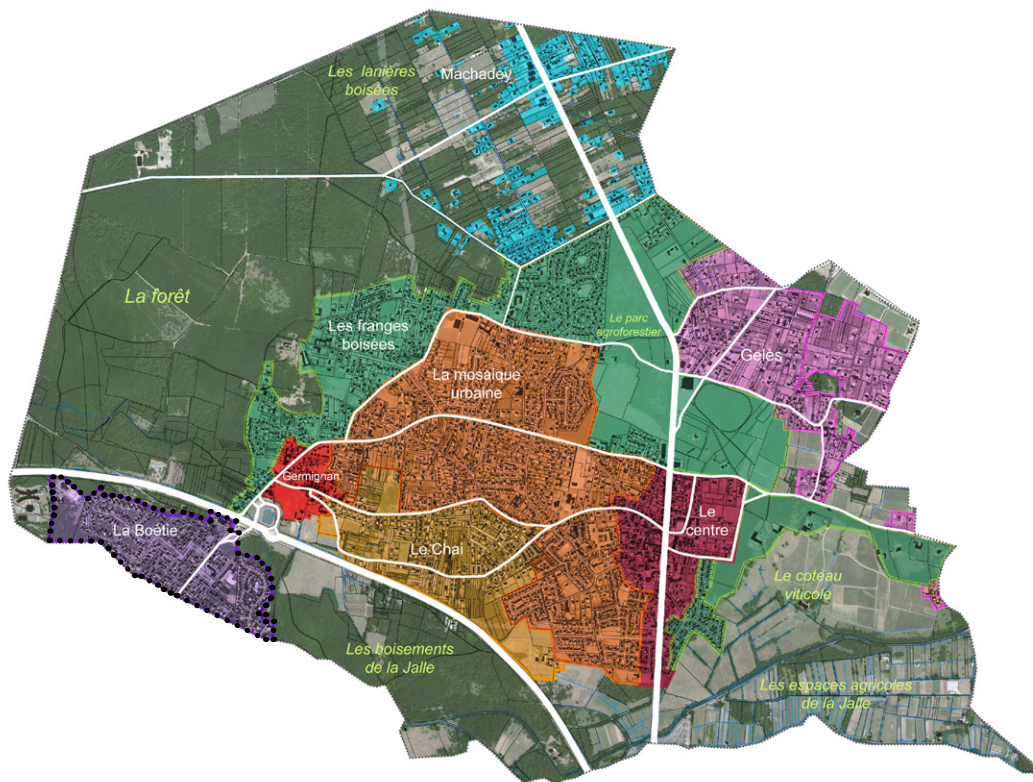 Les lanières
boisées
Machadey
La forêt
Les franges
boisées
Le parc
agroforestier
La mosaïque
urbaine
Gelès
Germignan
La Boétie
Le Chai
Le
centre
Le coteau
viticole
Les boisements
de la Jalle
Les espaces agricoles
de la Jalle